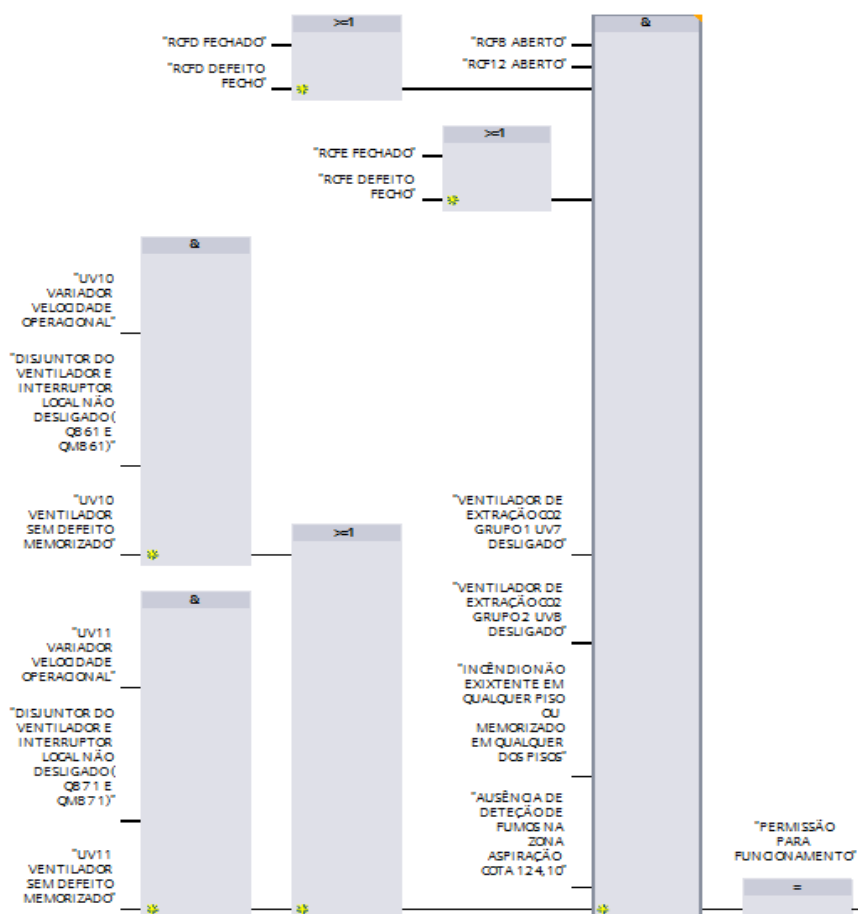 >=1
&
"RCFD FECHADO"
"RCFB ABERTO"
"RCFD DEFEITO
FECHO"
"RCF12 ABERTO"
>=1
"RCFE FECHADO"
"RCFE DEFEITO
FECHO"
&
"UV10
VARIADOR
VELOCIDADE
OPERACIONAL"
"DISJUNTOR DO
VENTILADOR E
INTERRUPTOR
LOCAL NÃO
DESLIGADO(
QB61 E
QMB61)"
"UV10
VENTILADOR
SEM DEFEITO
MEMORIZADO"
>=1
"VENTILADOR DE
EXTRAÇÃO CO2
GRUPO 1 UV7
DESLIGADO"
&
"VENTILADOR DE
EXTRAÇÃO CO2
GRUPO 2 UV8
DESLIGADO"
"UV11
VARIADOR
VELOCIDADE
OPERACIONAL"
"INCÊNDIO NÃO
EXIXTENTE EM
QUALQUER PISO
OU
MEMORIZADO
EM QUALQUER
DOS PISOS"
"DISJUNTOR DO
VENTILADOR E
INTERRUPTOR
LOCAL NÃO
DESLIGADO(
QB71 E
QMB71)"
"AUSÊNCIA DE
DETEÇÃO DE
FUMOS NA
ZONA
ASPIRAÇÃO
COTA 124,10"
"PERMISSÃO
PARA
FUNCIONAMENTO"
"UV11
VENTILADOR
SEM DEFEITO
MEMORIZADO"
=